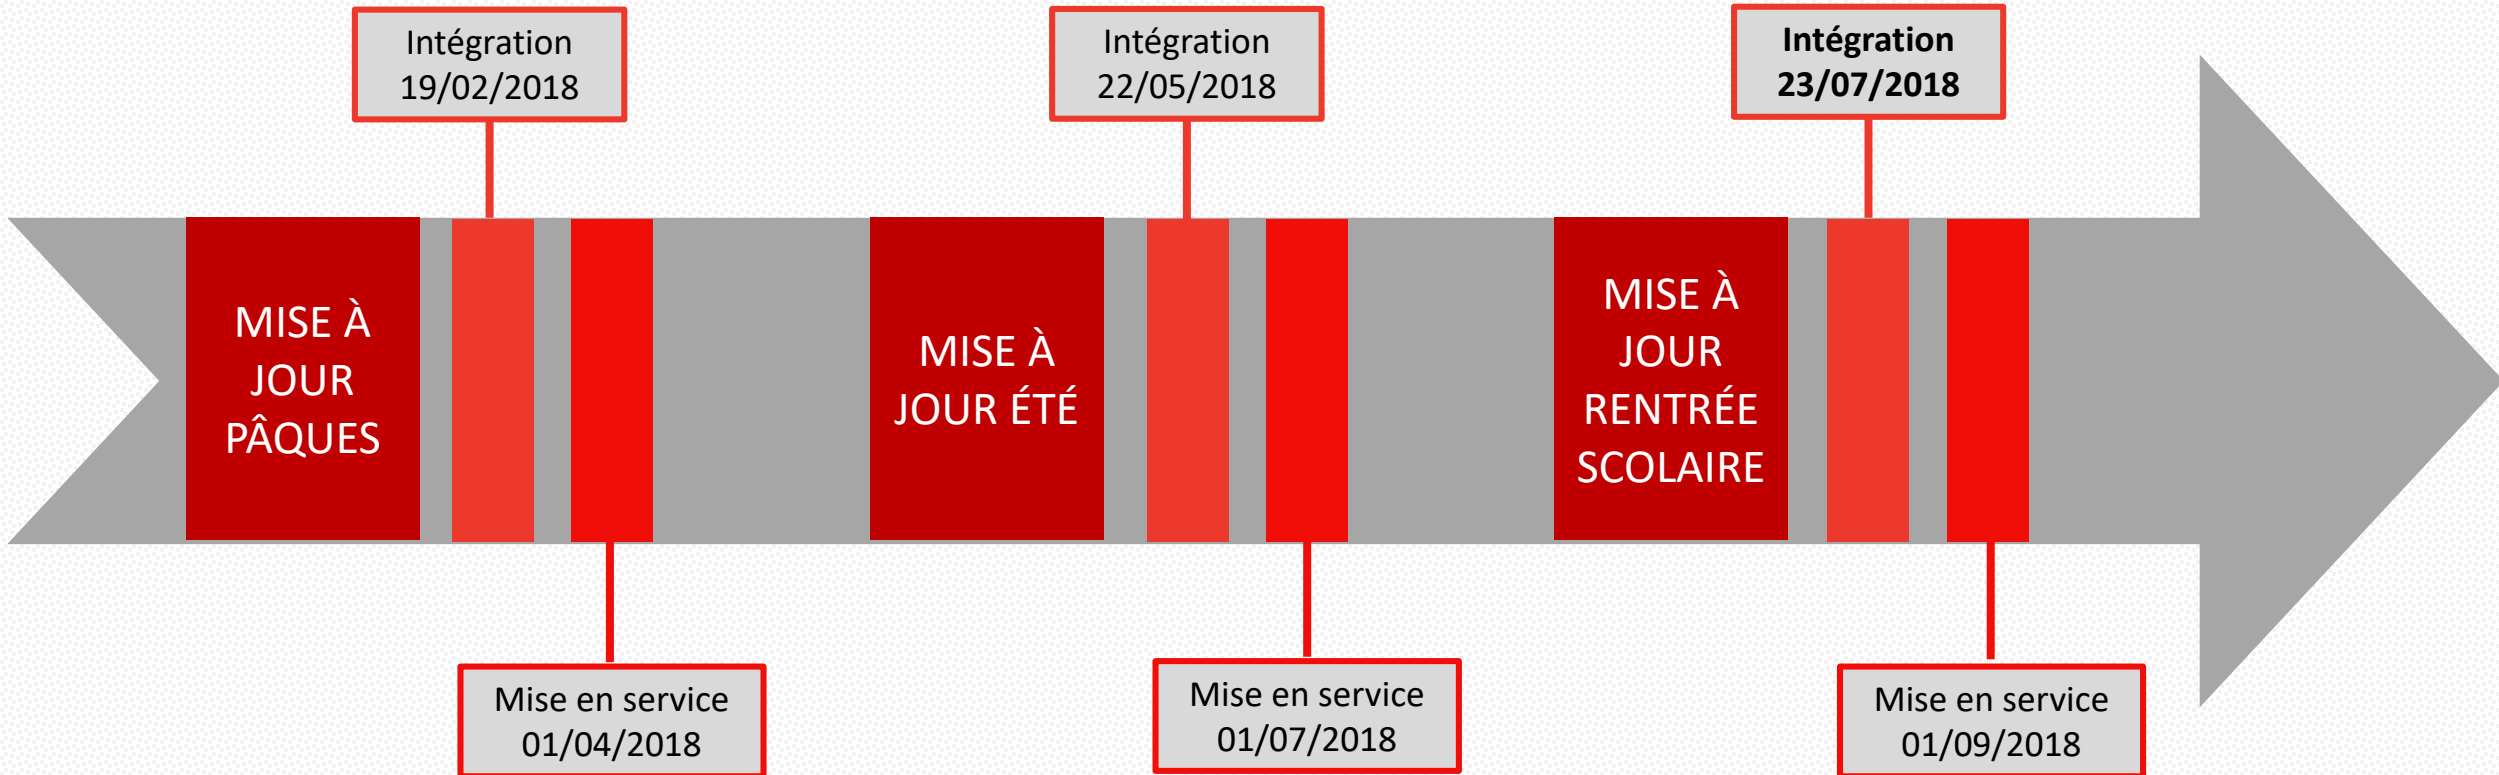 Intégration
19/02/2018
Intégration
22/05/2018
Intégration
23/07/2018
MISE À
JOUR
PÂQUES
MISE À
JOUR ÉTÉ
MISE À
JOUR
RENTRÉE
SCOLAIRE
Mise en service
01/04/2018
Mise en service
01/07/2018
Mise en service
01/09/2018